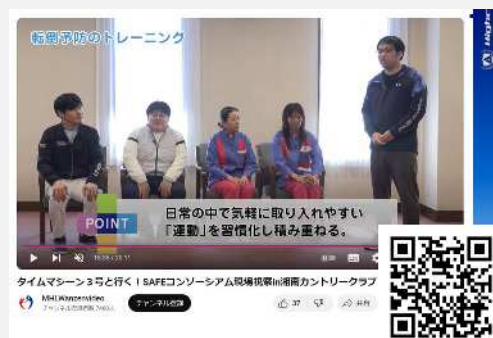 転倒予防のトレーニング
POINT
日常の中で気軽に取り入れやすい
「運動」を習慣化し積み重ねる。
タイムマシーン３号と行く！SAFEコンソーシアム現場視察in湘南カントリークラブ
MHLWanzenvideo
チャンネル登録
37
共有